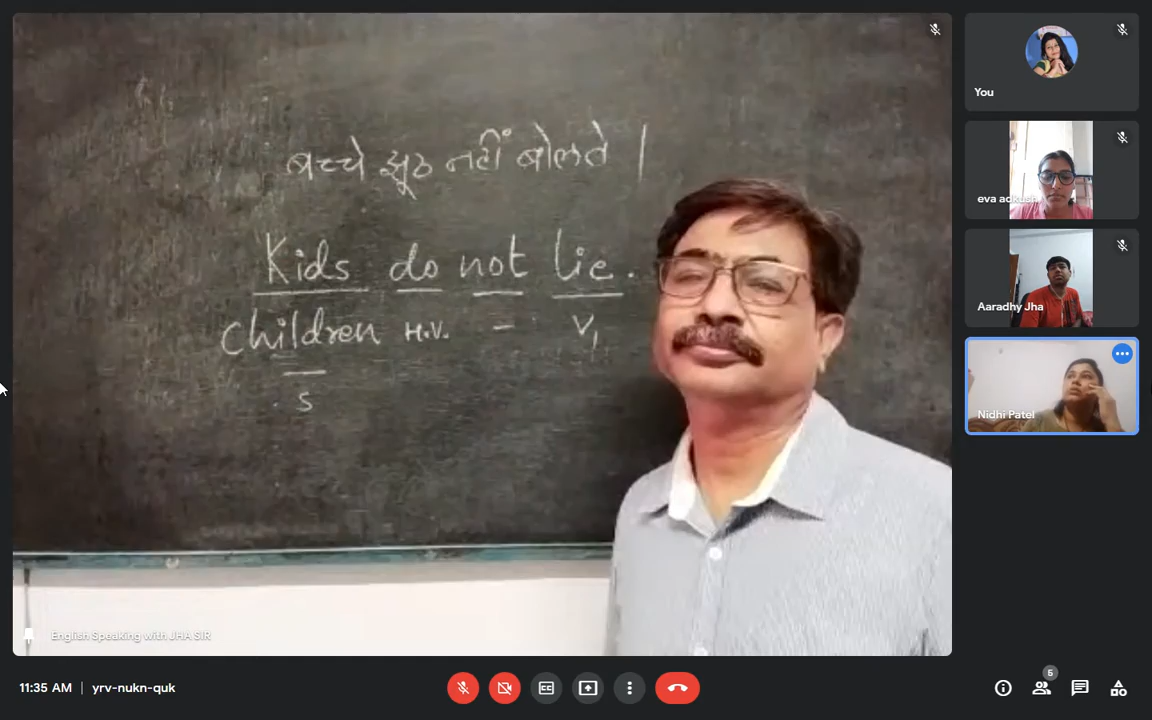 You
बच्चे झूठ नहीं बोलते |
eva
Kids do not lie.
Aaradhy Jha
children H.V. - V1
s
Nidhi Patel
English Speaking with JHA SIR
11:35 AM | yrv-nukn-quk
CC
5